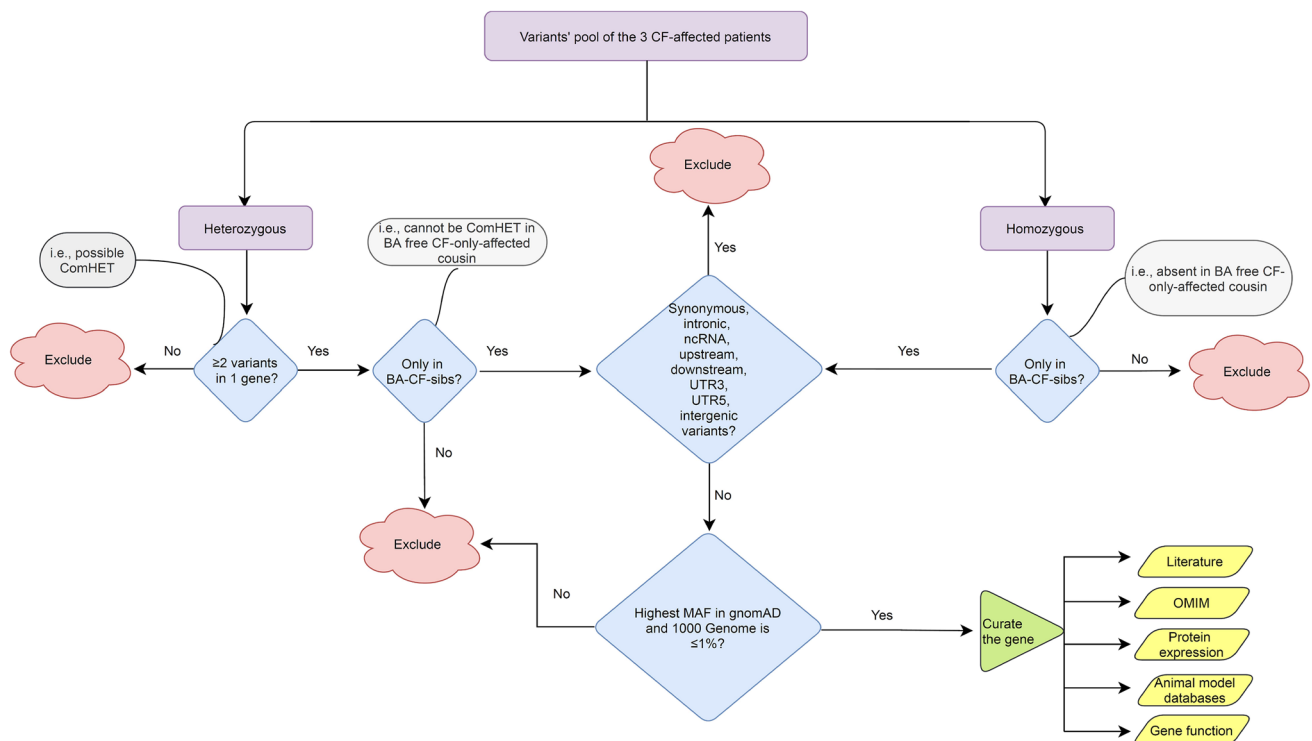 Variants' pool of the 3 CF-affected patients
Exclude
Heterozygous
i.e., cannot be ComHET in
BA free CF-only-affected
cousin
Homozygous
i.e., possible
ComHET
Yes
i.e., absent in BA free CF-
only-affected cousin
Exclude
No
≥2 variants
in 1 gene?
Yes
Only in
BA-CF-sibs?
Yes
Synonymous,
intronic,
ncRNA,
upstream,
downstream,
UTR3,
UTR5,
intergenic
variants?
Yes
Only in
BA-CF-sibs?
No
Exclude
No
No
Exclude
No
Highest MAF in gnomAD
and 1000 Genome is
≤1%?
Yes
Curate
the gene
Literature
OMIM
Protein
expression
Animal model
databases
Gene function